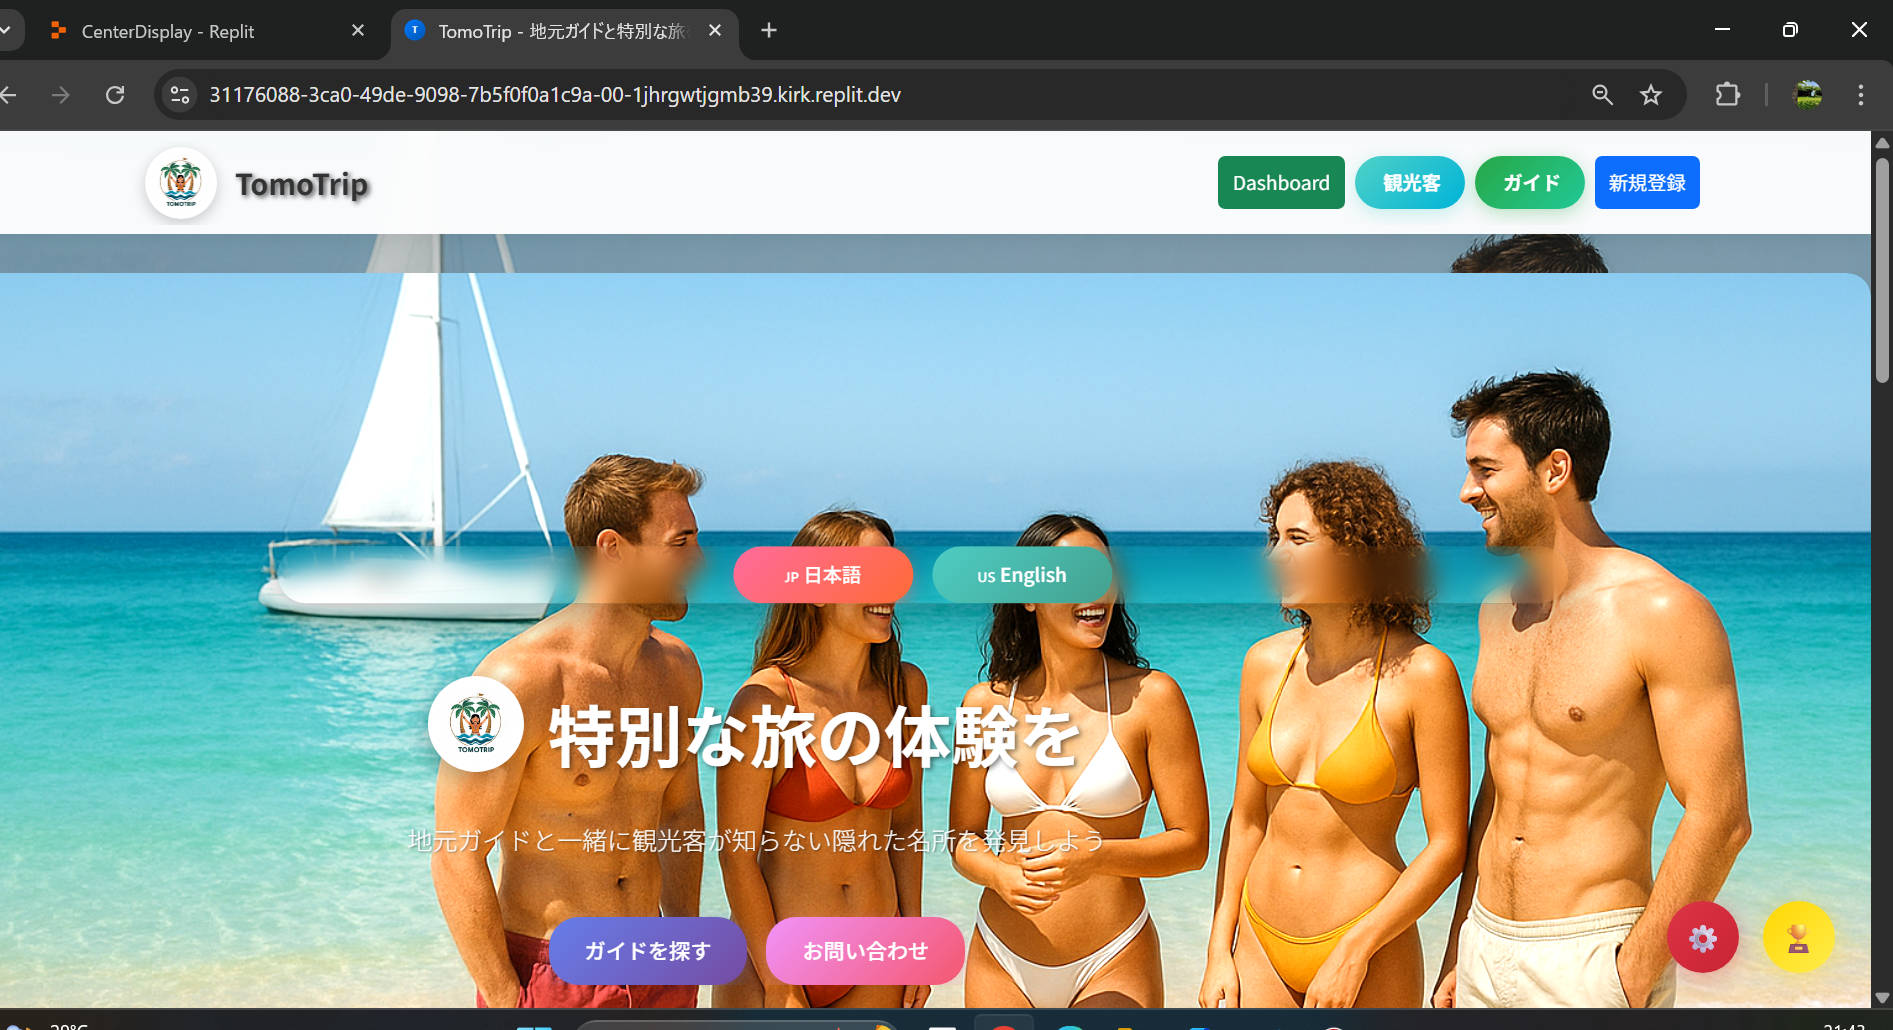 CenterDisplay - Replit
TomoTrip - 地元ガイドと特別な旅
31176088-3ca0-49de-9098-7b5f0f0a1c9a-00-1jhrgwtjgmb39.kirk.replit.dev
TOMOTRIP
TomoTrip
Dashboard
観光客
ガイド
新規登録
JP 日本語
US English
TOMOTRIP
特別な旅の体験を
地元ガイドと一緒に観光客が知らない隠れた名所を発見しよう
ガイドを探す
お問い合わせ